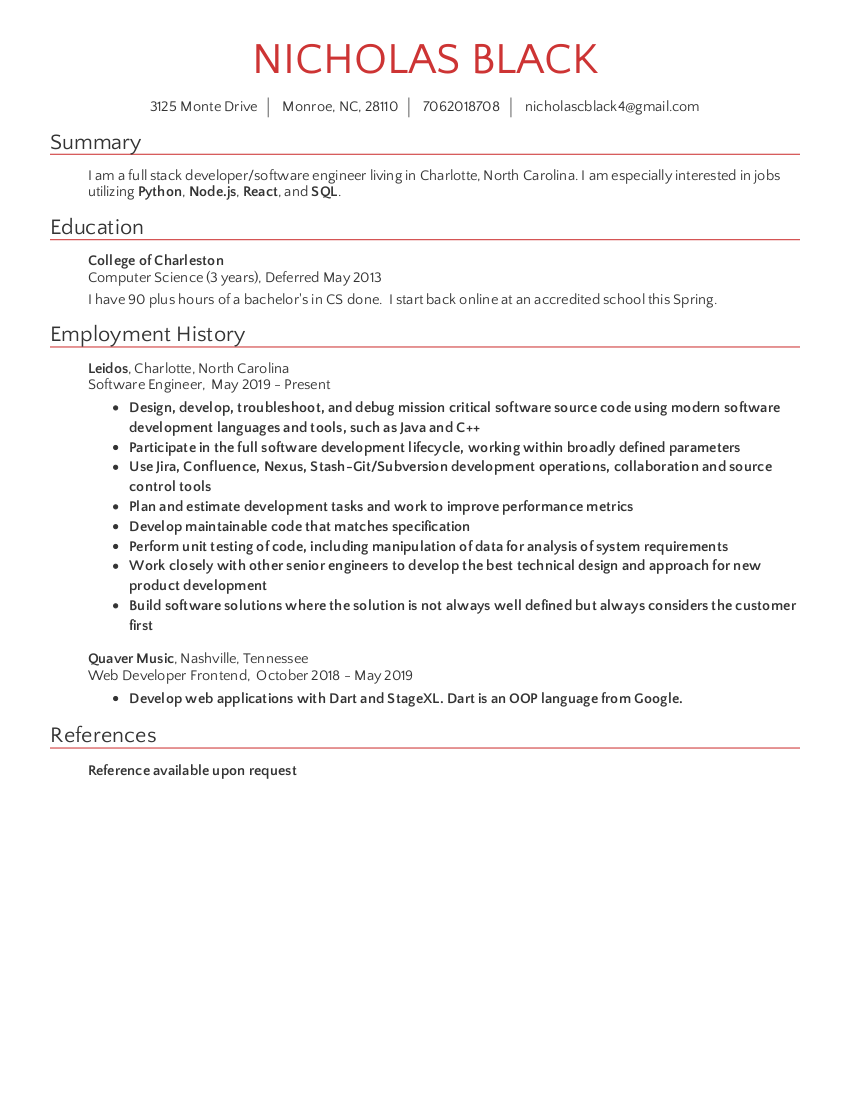 NICHOLAS BLACK
3125 Monte Drive | Monroe, NC, 28110 | 7062018708 | nicholascblack4@gmail.com
Summary
I am a full stack developer/software engineer living in Charlotte, North Carolina. I am especially interested in jobs
utilizing Python, Node.js, React, and SQL.
Education
College of Charleston
Computer Science (3 years), Deferred May 2013
I have 90 plus hours of a bachelor's in CS done. I start back online at an accredited school this Spring.
Employment History
Leidos, Charlotte, North Carolina
Software Engineer, May 2019 – Present
• Design, develop, troubleshoot, and debug mission critical software source code using modern software
development languages and tools, such as Java and C++
• Participate in the full software development lifecycle, working within broadly defined parameters
• Use Jira, Confluence, Nexus, Stash-Git/Subversion development operations, collaboration and source
control tools
• Plan and estimate development tasks and work to improve performance metrics
• Develop maintainable code that matches specification
• Perform unit testing of code, including manipulation of data for analysis of system requirements
• Work closely with other senior engineers to develop the best technical design and approach for new
product development
• Build software solutions where the solution is not always well defined but always considers the customer
first
Quaver Music, Nashville, Tennessee
Web Developer Frontend, October 2018 – May 2019
• Develop web applications with Dart and StageXL. Dart is an OOP language from Google.
References
Reference available upon request